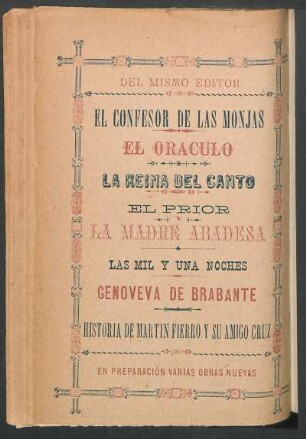 DEL MISMO EDITOR
EL CONFESOR DE LAS MONJAS
EL ORACULO
LA REINA DEL CANTO
EL PRIOR
Y
LA MADRE ABADESA
LAS MIL Y UNA NOCHES
GENOVEVA DE BRABANTE
HISTORIA DE MARTIN FIERRO Y SU AMIGO CRUZ
EN PREPARACIÓN VARIAS OBRAS NUEVAS